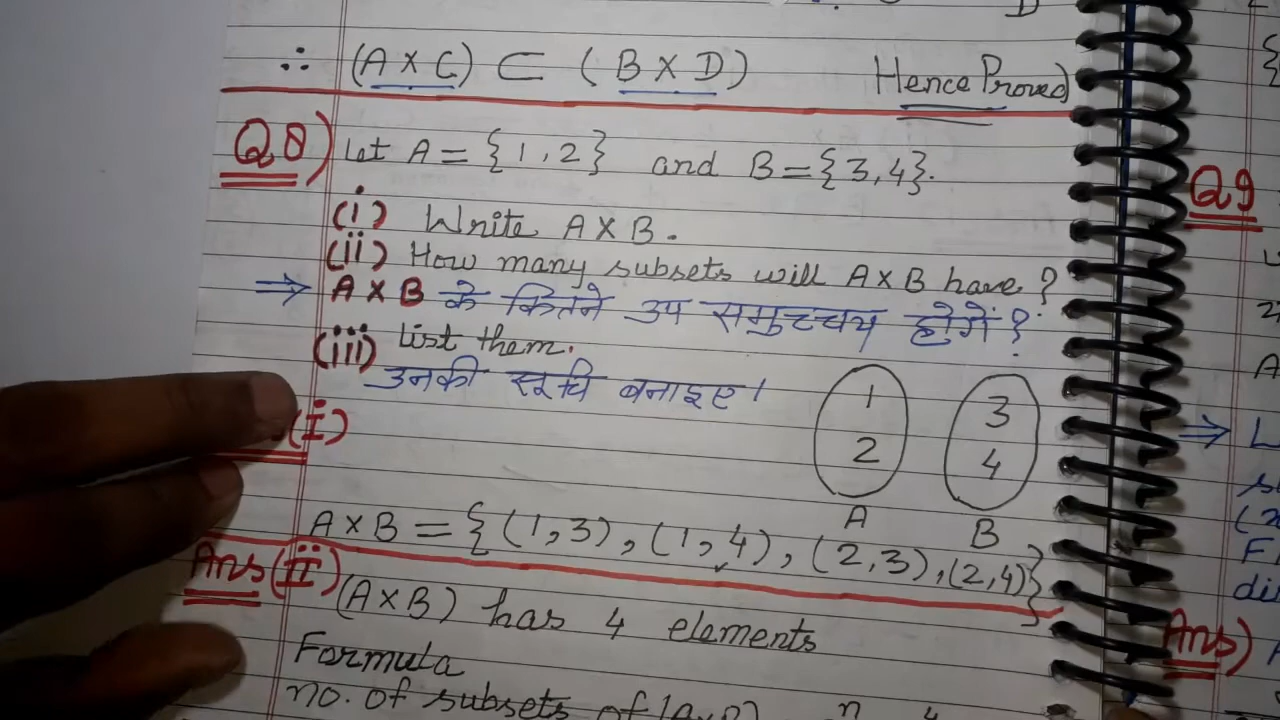 ∴ (A × C) ⊂ (B × D) Hence Proved
Q8) Let A = {1,2} and B = {3,4}.
(i) Write A × B.
(ii) How many subsets will A × B have?
⇒ A × B के कितने उप समुच्चय होगें?
(iii) List them.
उनकी सूचि बनाइए।
(i)
1
2
A
3
4
B
A × B = {(1,3), (1,4), (2,3), (2,4)}
Ans (ii) (A×B) has 4 elements
Formula
no. of subsets of
Q9
⇒
Ans)